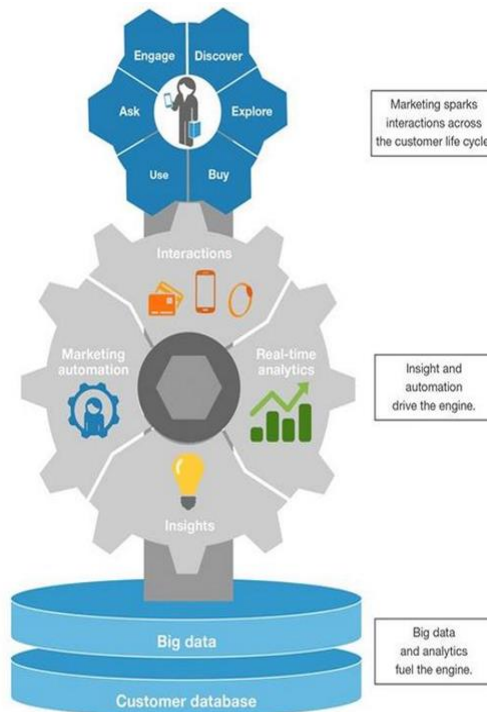 Engage
Discover
Ask
Explore
Use
Buy
Marketing sparks
interactions across
the customer life cycle
Interactions
Marketing
automation
Real-time
analytics
Insights
Insight and
automation
drive the engine.
Big data
Customer database
Big data
and analytics
fuel the engine.